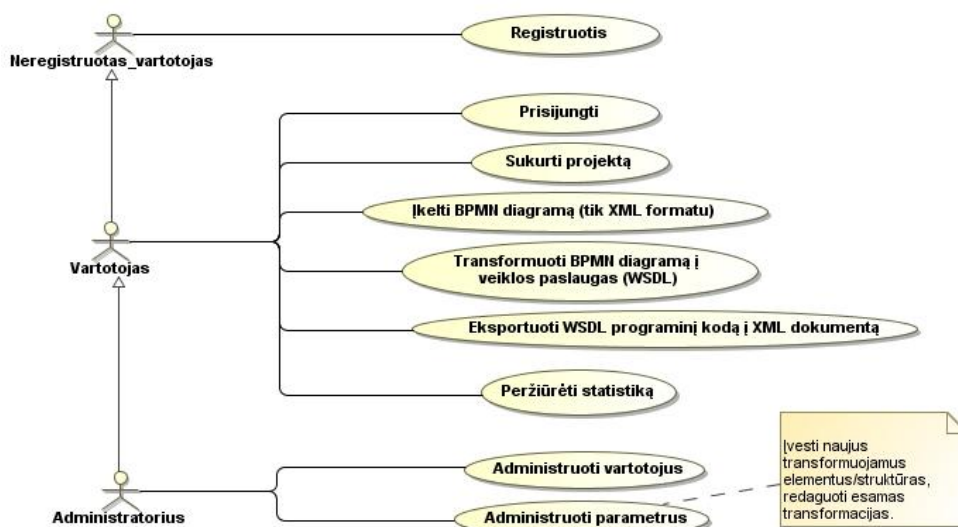 Registruotis
Neregistruotas_vartotojas
Prisijungti
Sukurti projektą
Įkelti BPMN diagramą (tik XML formatu)
Vartotojas
Transformuoti BPMN diagramą į
veiklos paslaugas (WSDL)
Eksportuoti WSDL programinį kodą į XML dokumentą
Peržiūrėti statistiką
Įvesti naujus
transformuojamus
elementus/struktūras,
redaguoti esamas
transformacijas.
Administruoti vartotojus
Administratorius
Administruoti parametrus